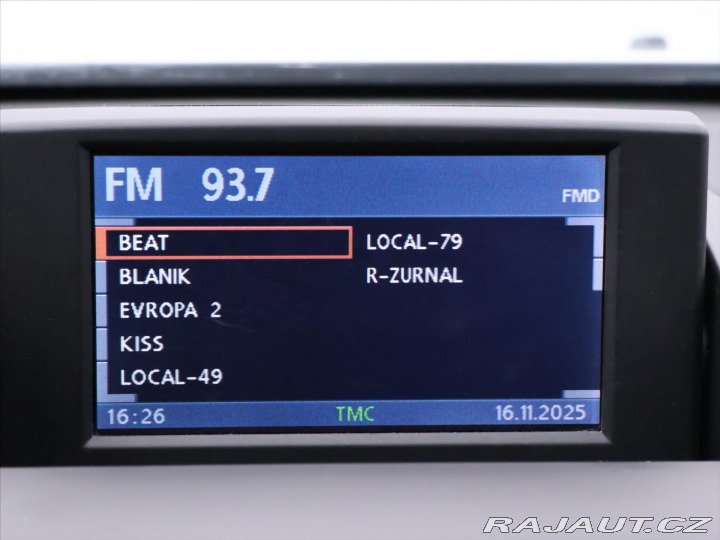 FM 93.7
FMD
BEAT
BLANIK
EVROPA 2
KISS
LOCAL-49
LOCAL-79
R-ZURNAL
16:26 TMC 16.11.2025
RAJAUT.CZ